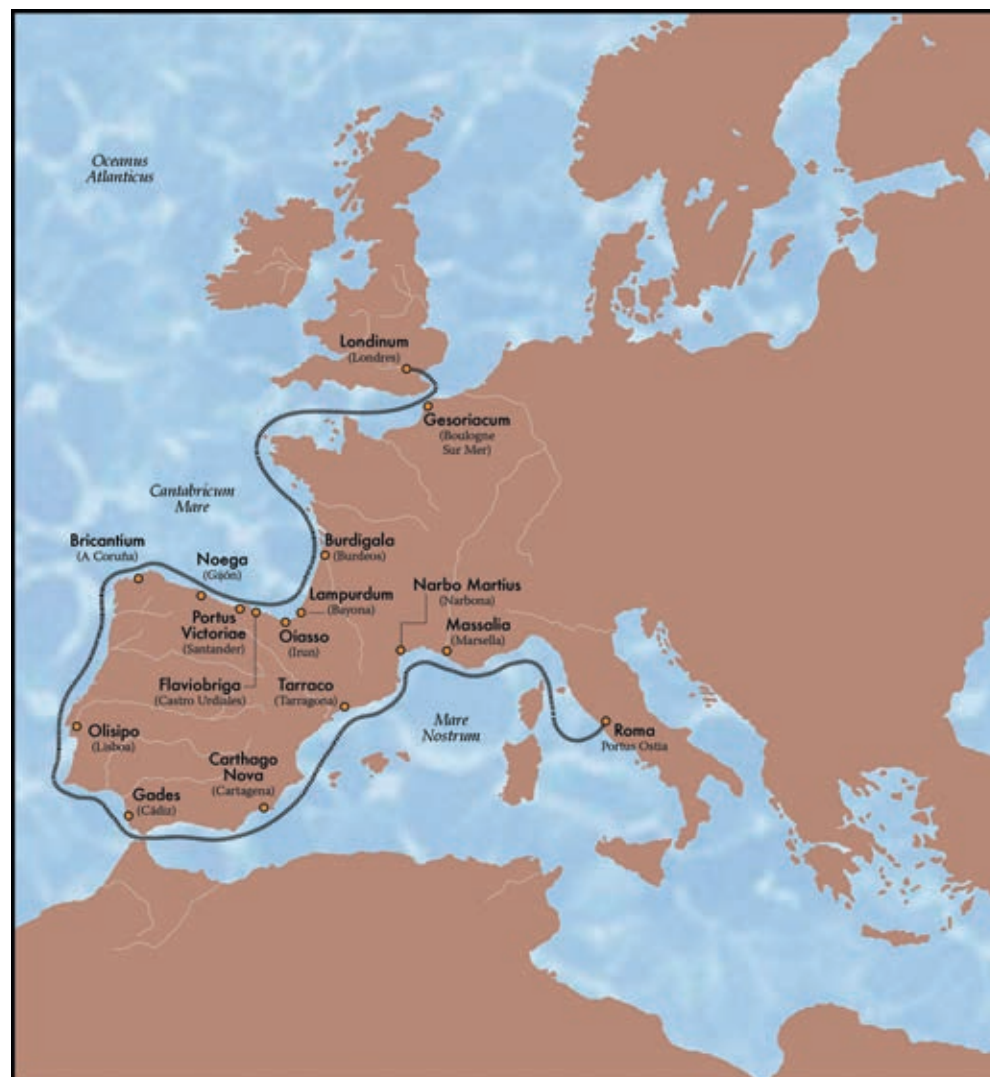 Oceanus
Atlanticus
Londinum
(Londres)
Gesoriacum
(Boulogne
Sur Mer)
Cantabricum
Mare
Bricantium
(A Coruña)
Noega
(Gijón)
Burdigala
(Burdeos)
Lampurdum
(Bayona)
Narbo Martius
(Narbona)
Portus
Victoriae
(Santander)
Oiasso
(Irun)
Massalia
(Marsella)
Flaviobriga
(Castro Urdiales)
Tarraco
(Tarragona)
Mare
Nostrum
Roma
Portus Ostia
Olisipo
(Lisboa)
Carthago
Nova
(Cartagena)
Gades
(Cádiz)